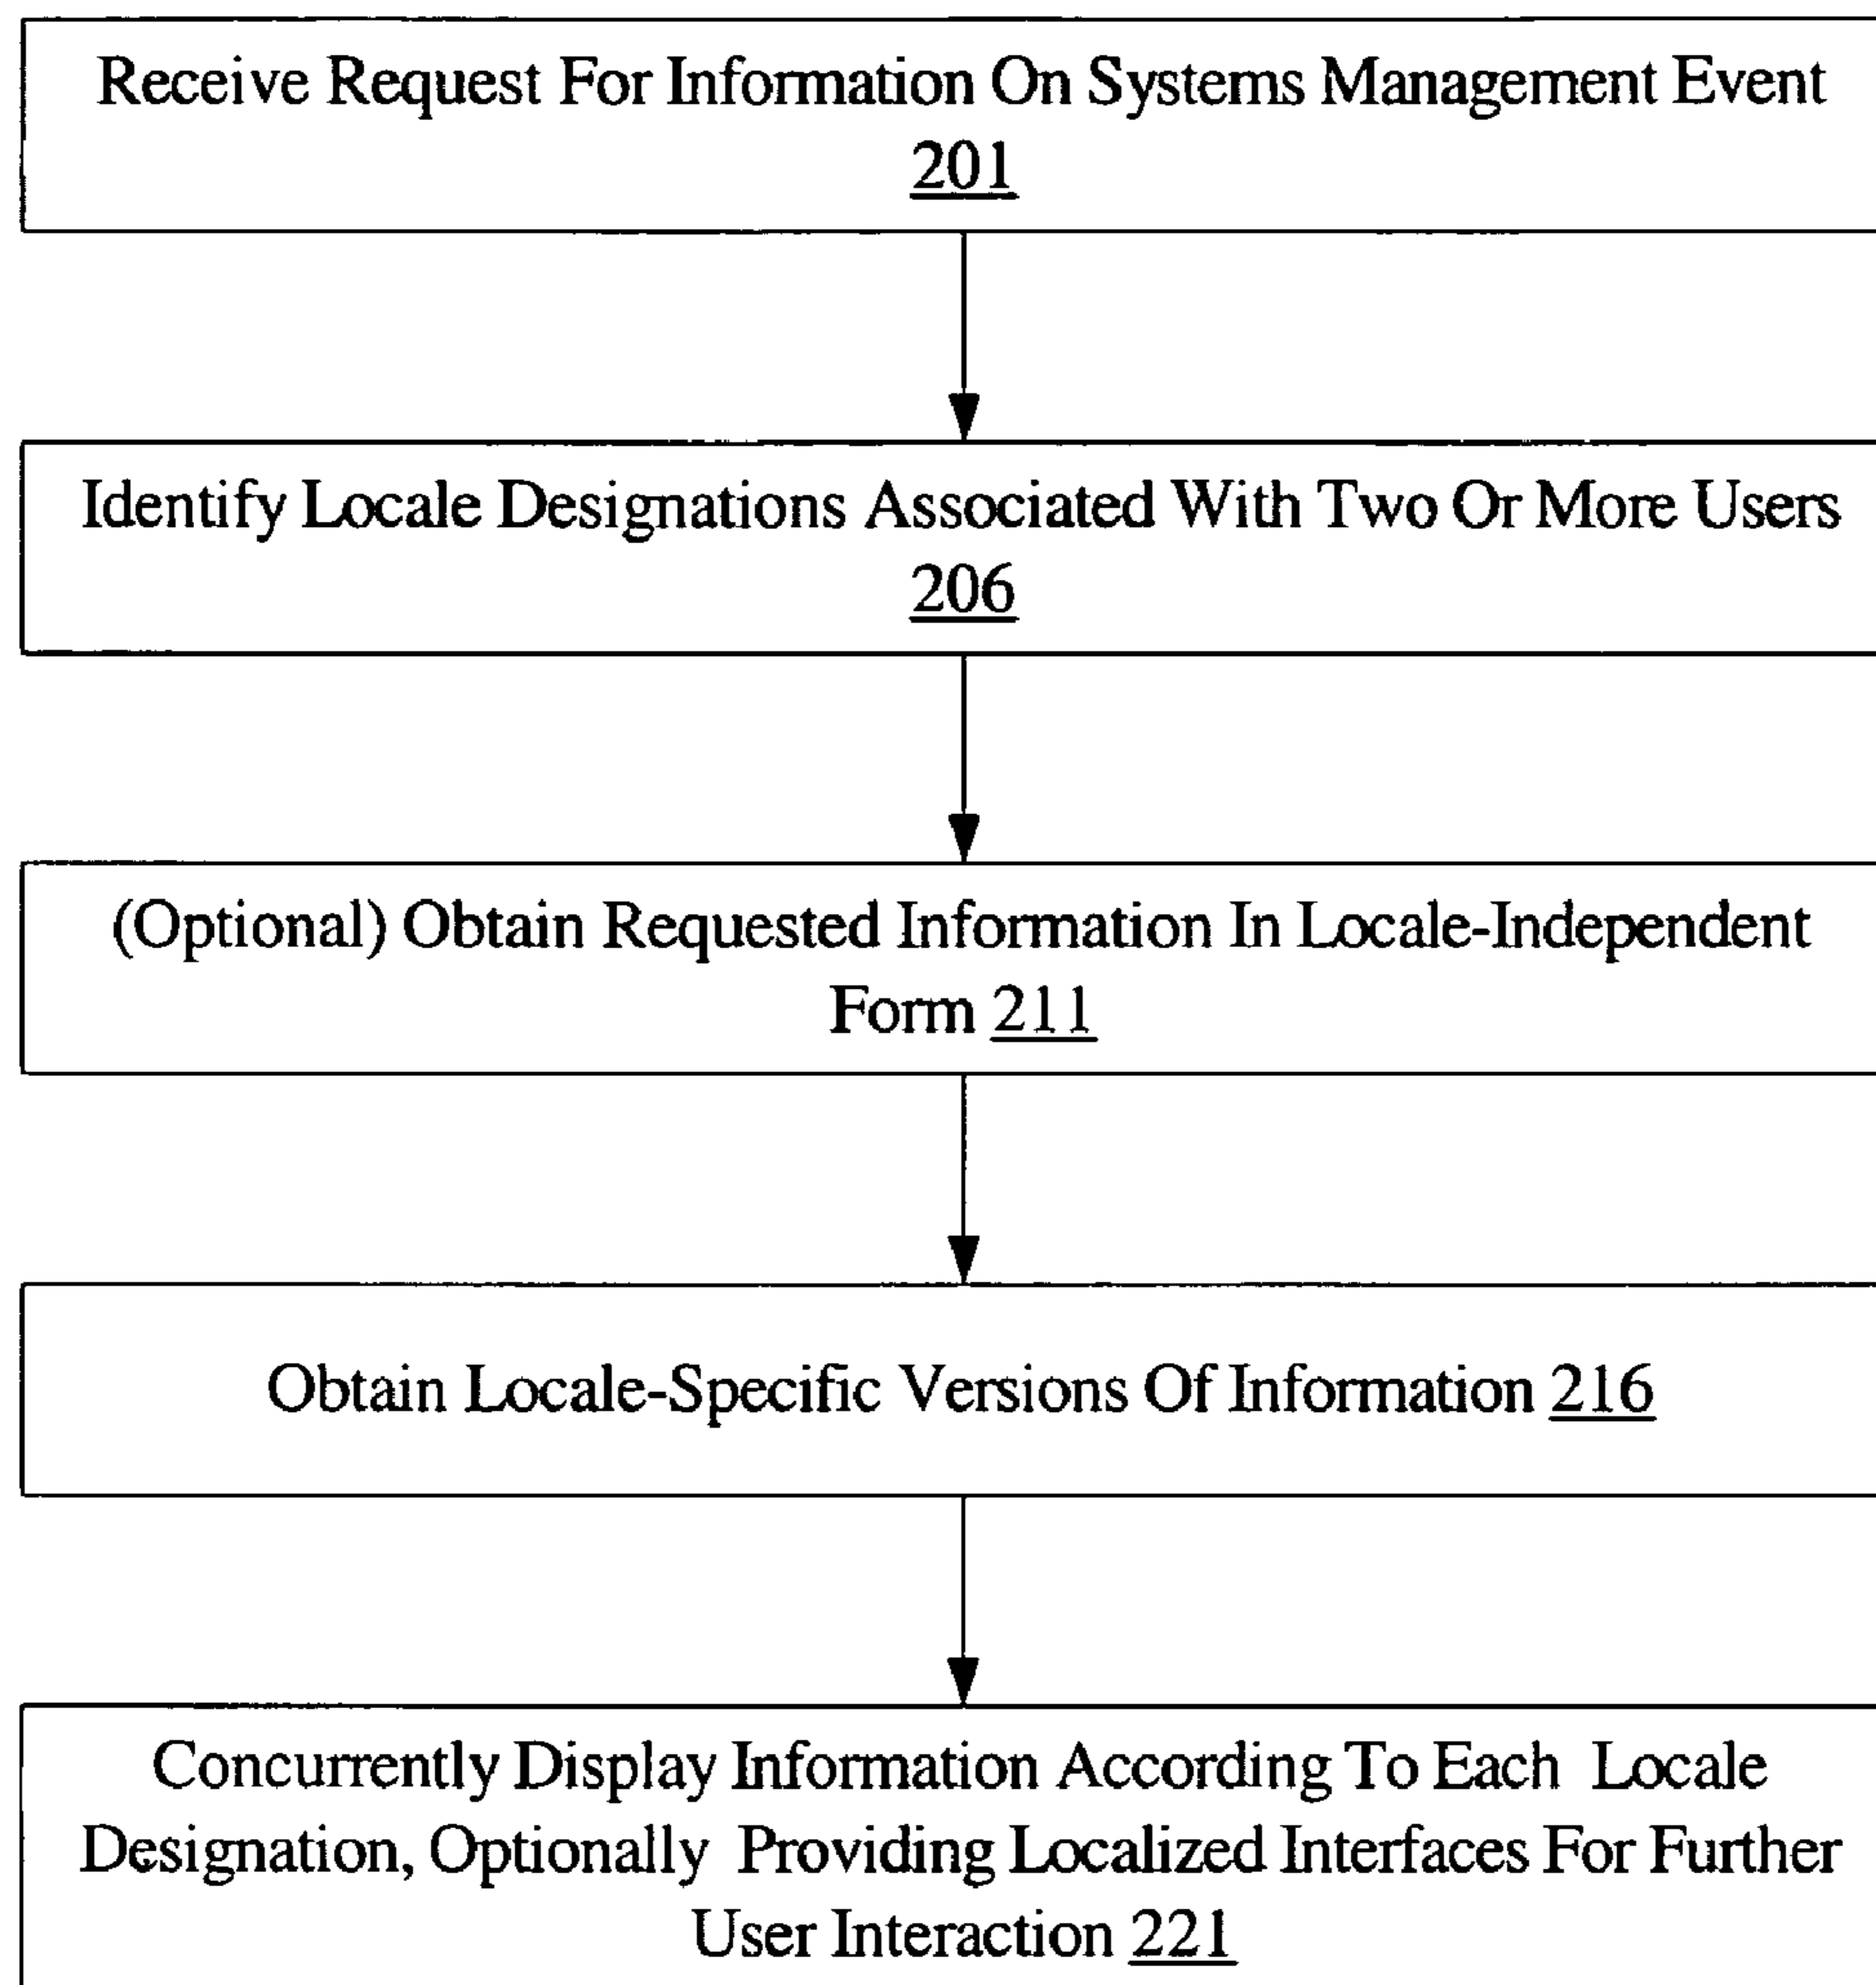 Receive Request For Information On Systems Management Event
201
Identify Locale Designations Associated With Two Or More Users
206
(Optional) Obtain Requested Information In Locale-Independent
Form 211
Obtain Locale-Specific Versions Of Information 216
Concurrently Display Information According To Each Locale
Designation, Optionally Providing Localized Interfaces For Further
User Interaction 221